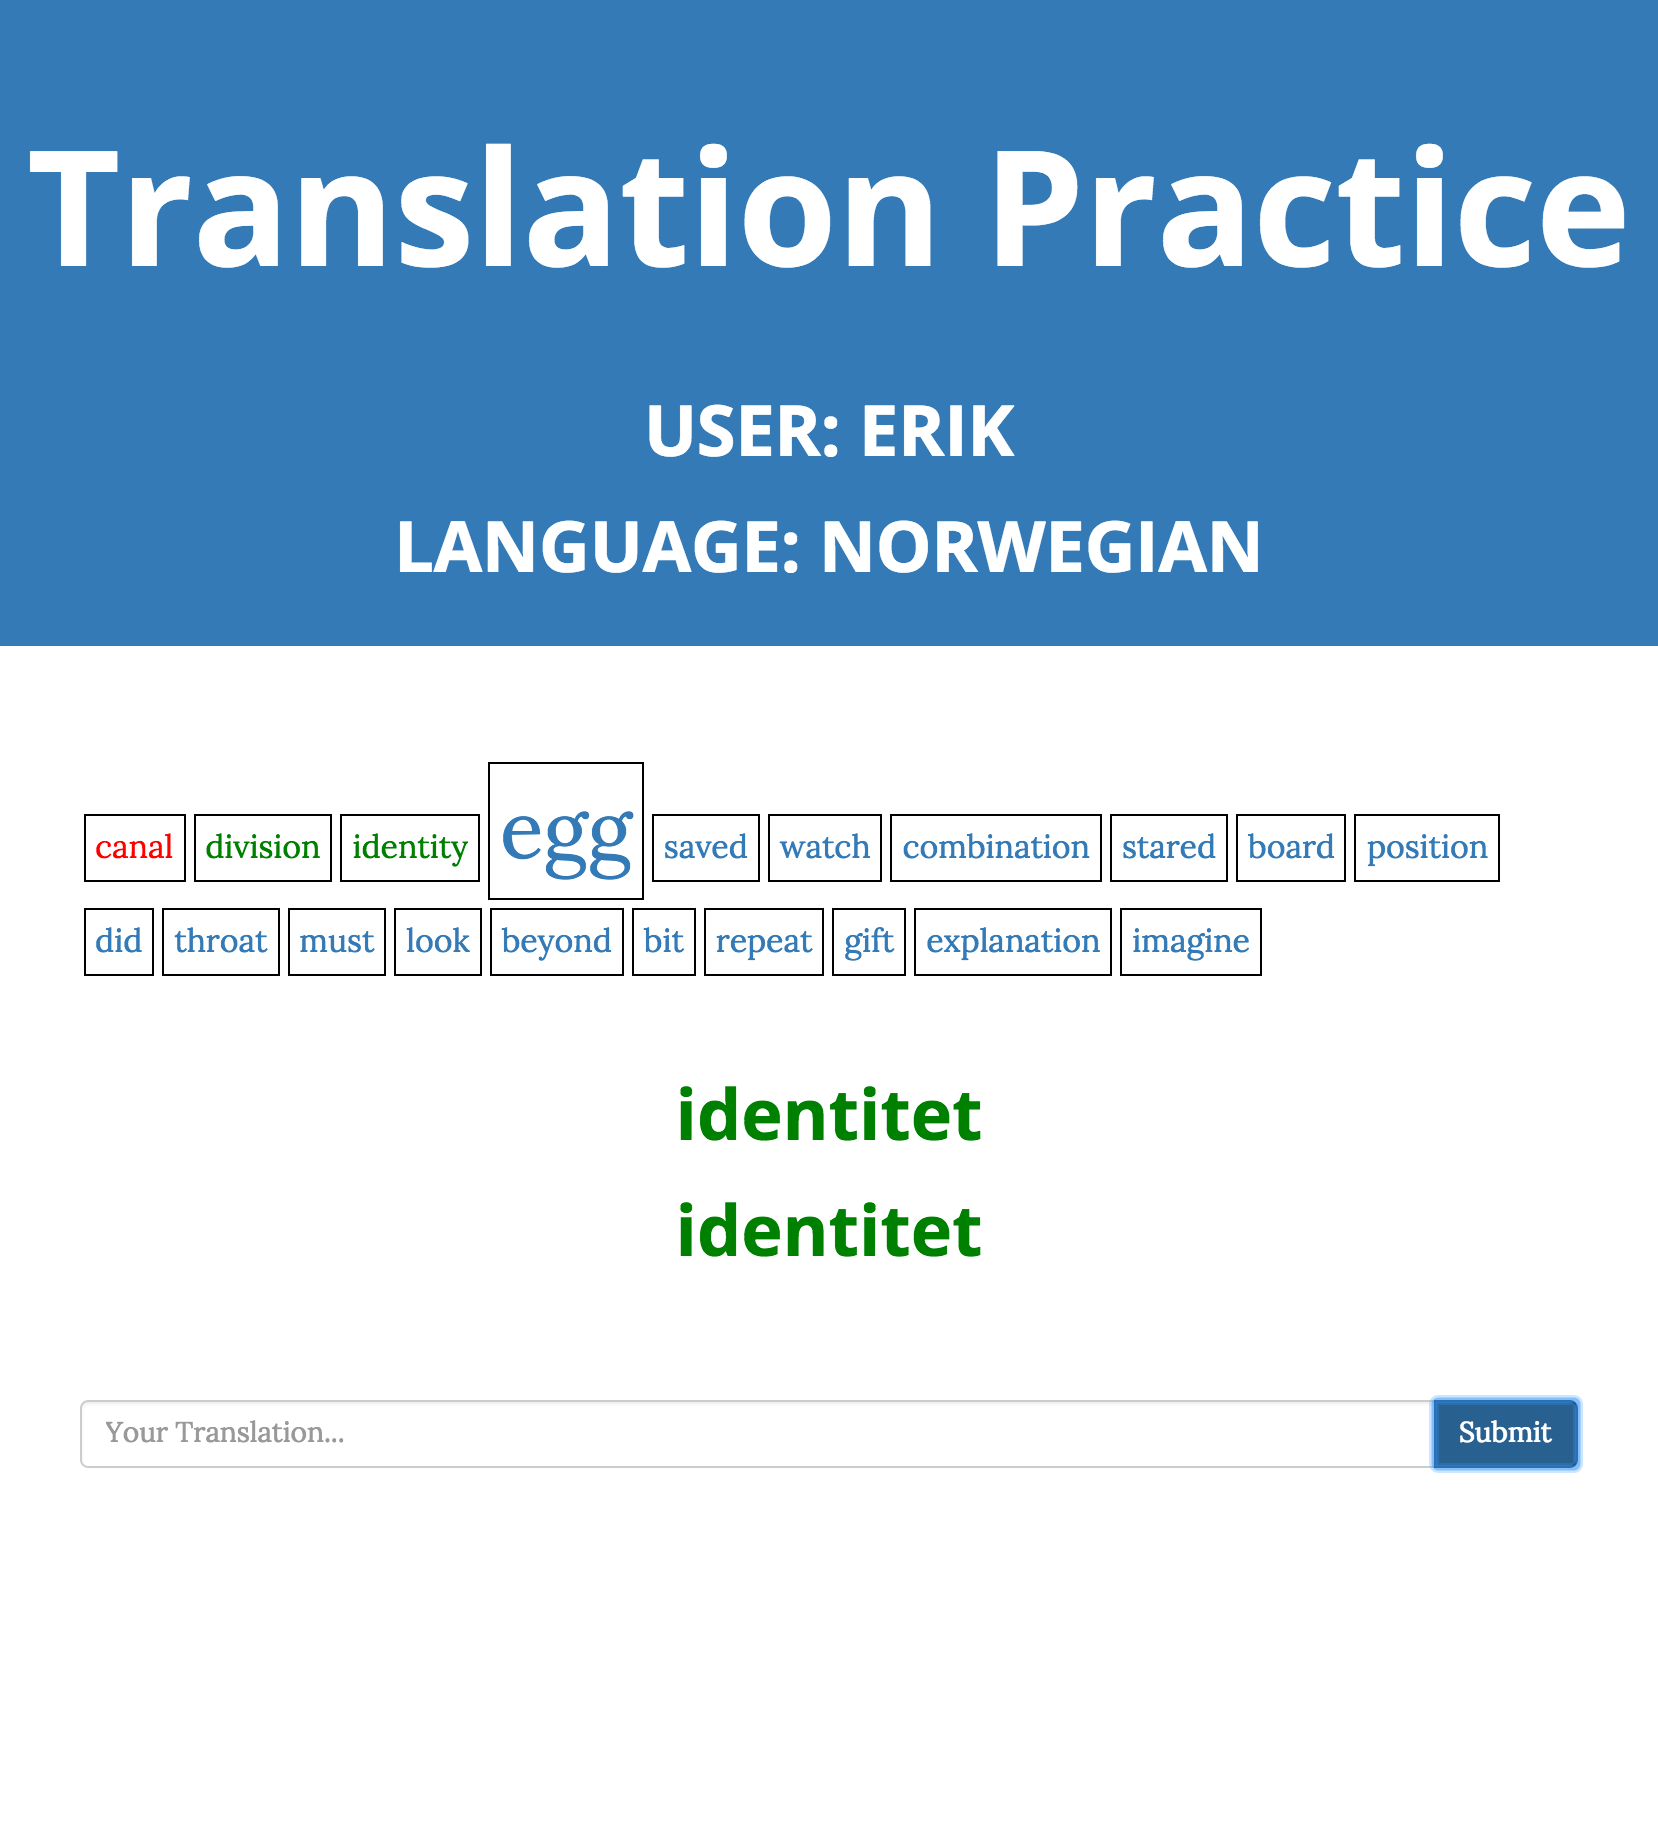 Translation Practice
USER: ERIK
LANGUAGE: NORWEGIAN
canal division identity egg saved watch combination stared board position
did throat must look beyond bit repeat gift explanation imagine
identitet
identitet
Your Translation... Submit